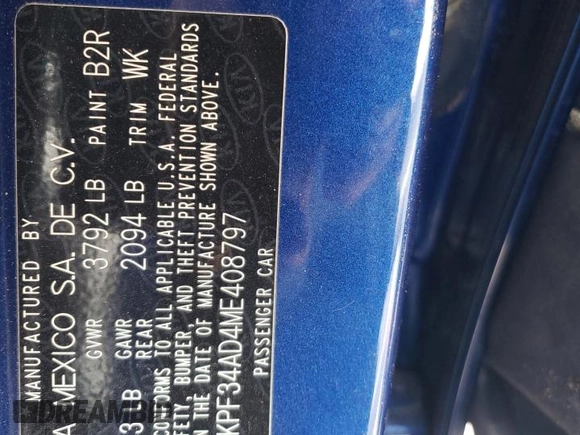 MANUFACTURED BY
A MEXICO S.A. DE C.V.
GVWR 3792 LB PAINT B2R
3 LB GAWR REAR 2094 LB TRIM WK
CONFORMS TO ALL APPLICABLE U.S.A. FEDERAL
FETY, BUMPER, AND THEFT PREVENTION STANDARDS
ON THE DATE OF MANUFACTURE SHOWN ABOVE.
KPF34AD4ME408797
PASSENGER CAR
KIA
DREAMBID